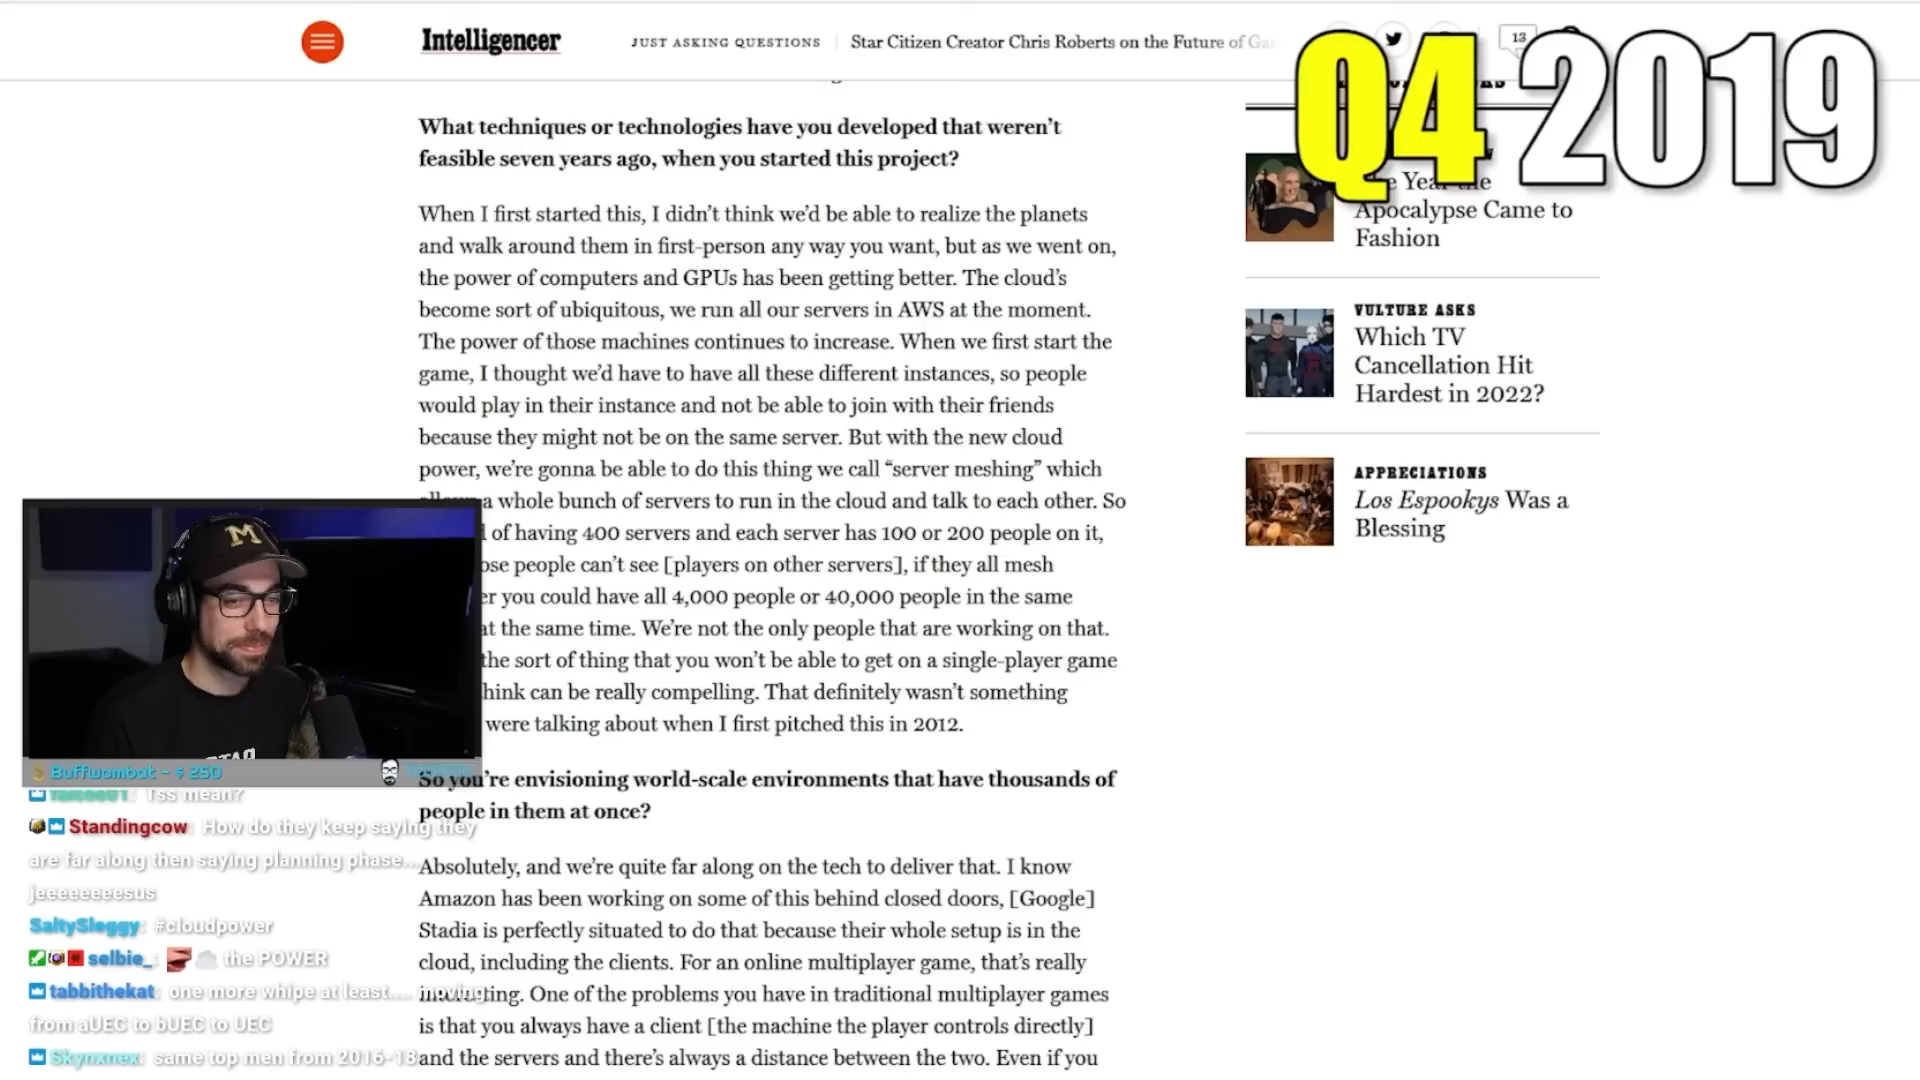 Intelligencer
JUST ASKING QUESTIONS
Star Citizen Creator Chris Roberts on the Future of
13
Q4 2019
What techniques or technologies have you developed that weren't
feasible seven years ago, when you started this project?
When I first started this, I didn't think we'd be able to realize the planets
and walk around them in first-person any way you want, but as we went on,
the power of computers and GPUs has been getting better. The cloud's
become sort of ubiquitous, we run all our servers in AWS at the moment.
The power of those machines continues to increase. When we first start the
game, I thought we'd have to have all these different instances, so people
would play in their instance and not be able to join with their friends
because they might not be on the same server. But with the new cloud
power, we're gonna be able to do this thing we call “server meshing” which
a whole bunch of servers to run in the cloud and talk to each other. So
of having 400 servers and each server has 100 or 200 people on it,
people can't see [players on other servers], if they all mesh
you could have all 4,000 people or 40,000 people in the same
at the same time. We're not the only people that are working on that.
the sort of thing that you won't be able to get on a single-player game
can be really compelling. That definitely wasn't something
were talking about when I first pitched this in 2012.
So you're envisioning world-scale environments that have thousands of
people in them at once?
Absolutely, and we're quite far along on the tech to deliver that. I know
Amazon has been working on some of this behind closed doors, [Google]
Stadia is perfectly situated to do that because their whole setup is in the
cloud, including the clients. For an online multiplayer game, that's really
One of the problems you have in traditional multiplayer games
is that you always have a client [the machine the player controls directly]
and the servers and there's always a distance between the two. Even if you
Year the
Apocalypse Came to
Fashion
VULTURE ASKS
Which TV
Cancellation Hit
Hardest in 2022?
APPRECIATIONS
Los Espookys Was a
Blessing
Buffwombat - $ 250
Tss mean?
Standingcow: How do they keep saying they
are far along then saying planning phase...
jeeeeeeeesus
SaltySleggy: #cloudpower
selbie_: the POWER
tabbithekat: one more whipe at least.... moving
from aUEC to bUEC to UEC
Skynxnex: same top men from 2016-18